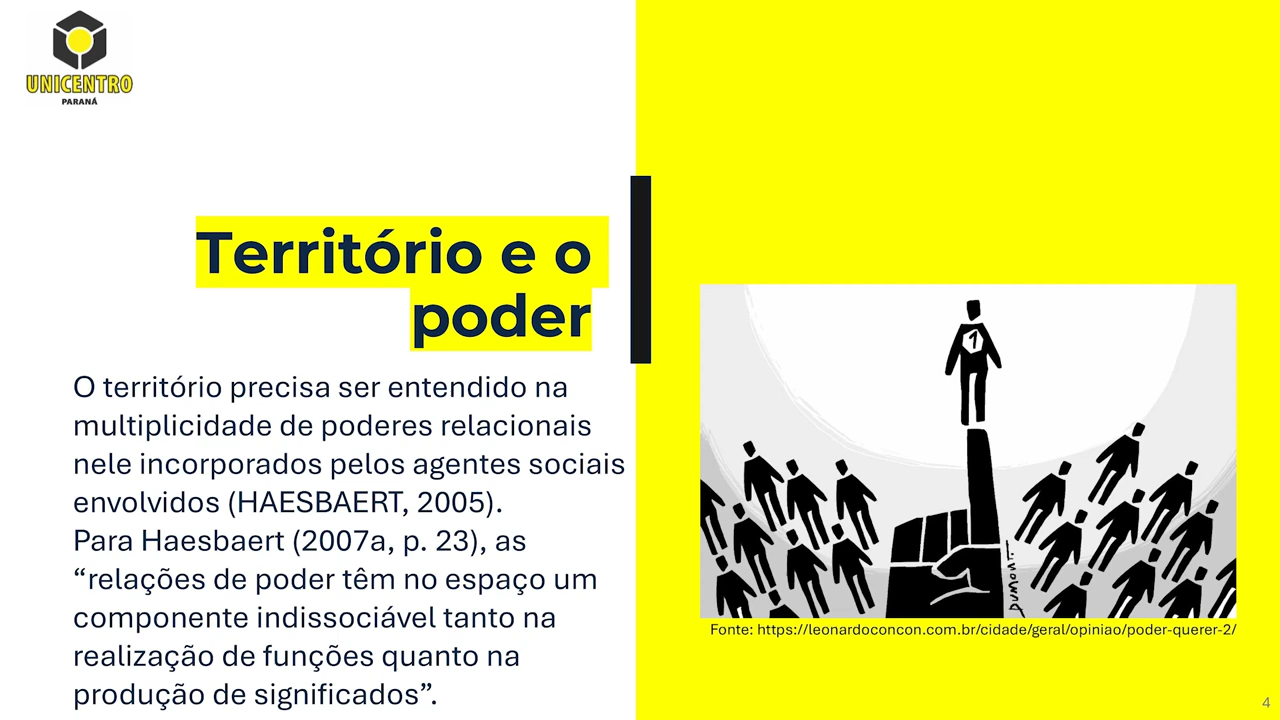 UNICENTRO
PARANÁ
Território e o
poder
O território precisa ser entendido na
multiplicidade de poderes relacionais
nele incorporados pelos agentes sociais
envolvidos (HAESBAERT, 2005).
Para Haesbaert (2007a, p. 23), as
“relações de poder têm no espaço um
componente indissociável tanto na
realização de funções quanto na
produção de significados”.
1
DUMONT.
Fonte: https://leonardoconcon.com.br/cidade/geral/opiniao/poder-querer-2/
4